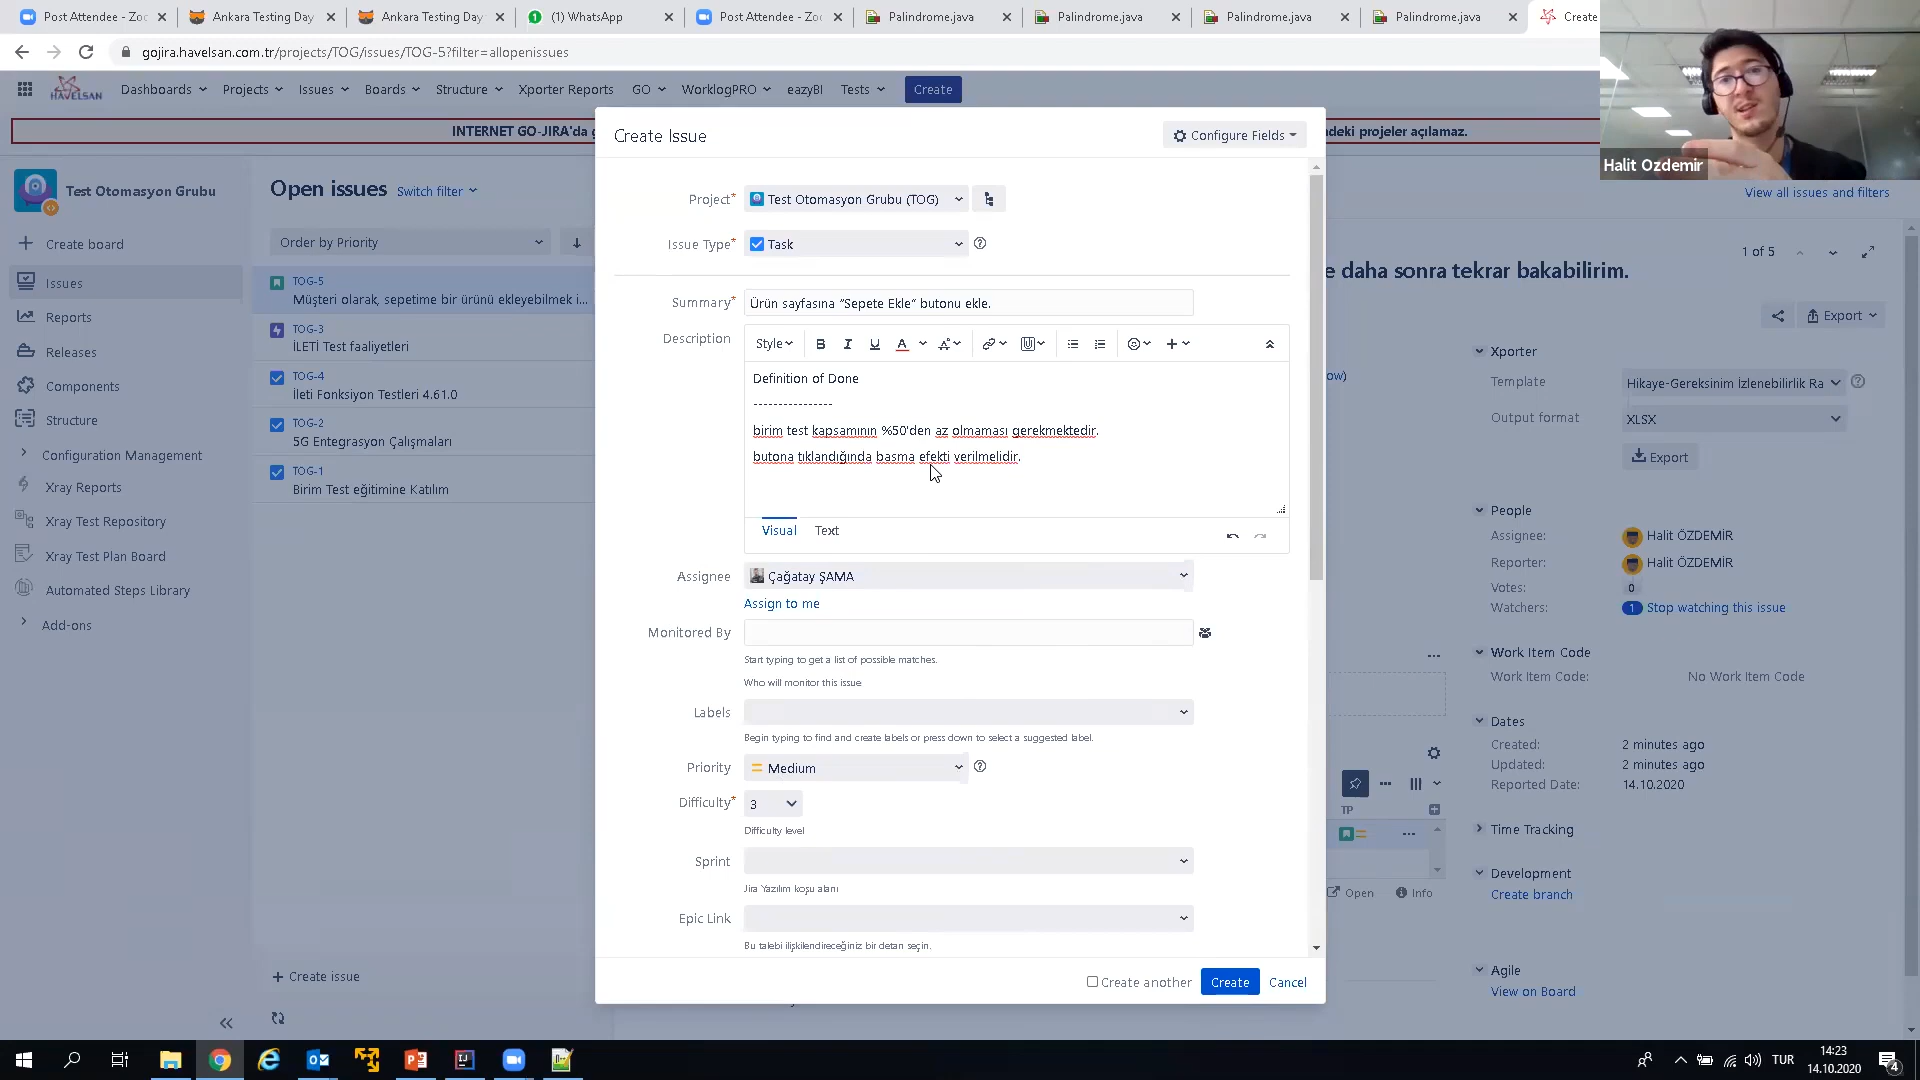 Post Attendee - Zoo
Ankara Testing Day
Ankara Testing Day
(1) WhatsApp
Post Attendee - Zoo
Palindrome.java
Palindrome.java
Palindrome.java
Palindrome.java
Create
gojira.havelsan.com.tr/projects/TOG/issues/TOG-5?filter=allopenissues
HAVELSAN
Dashboards
Projects
Issues
Boards
Structure
Xporter Reports
GO
WorklogPRO
eazyBI
Tests
Create
INTERNET GO-JIRA'da g
ndeki projeler açılamaz.
Halit Ozdemir
Test Otomasyon Grubu
Create board
Issues
Reports
Releases
Components
Structure
Configuration Management
Xray Reports
Xray Test Repository
Xray Test Plan Board
Automated Steps Library
Add-ons
Open issues
Switch filter
View all issues and filters
Order by Priority
TOG-5
Müşteri olarak, sepetime bir ürünü ekleyebilmek i...
TOG-3
İLETİ Test faaliyetleri
TOG-4
İleti Fonksiyon Testleri 4.61.0
TOG-2
5G Entegrasyon Çalışmaları
TOG-1
Birim Test eğitimine Katılım
Create issue
Create Issue
Configure Fields
Project*
Test Otomasyon Grubu (TOG)
Issue Type*
Task
Summary*
Ürün sayfasına "Sepete Ekle" butonu ekle.
Description
Style
B
I
U
A
Definition of Done
----------------
birim test kapsamının %50'den az olmaması gerekmektedir.
butona tıklandığında basma efekti verilmelidir.
Visual
Text
Assignee
Çağatay ŞAMA
Assign to me
Monitored By
Start typing to get a list of possible matches.
Who will monitor this issue
Labels
Begin typing to find and create labels or press down to select a suggested label.
Priority
Medium
Difficulty*
3
Difficulty level
Sprint
Jira Yazılım koşu alanı
Epic Link
Bu talebi ilişkilendireceğiniz bir detan seçin.
Create another
Create
Cancel
1 of 5
e daha sonra tekrar bakabilirim.
Export
ow)
Xporter
Template
Hikaye-Gereksinim İzlenebilirlik Ra
Output format
XLSX
Export
People
Assignee:
Halit ÖZDEMİR
Reporter:
Halit ÖZDEMİR
Votes:
0
Watchers:
1
Stop watching this issue
Work Item Code
Work Item Code:
No Work Item Code
Dates
Created:
2 minutes ago
Updated:
2 minutes ago
Reported Date:
14.10.2020
TP
Time Tracking
Open
Info
Development
Create branch
Agile
View on Board
TUR
14:23
14.10.2020
4